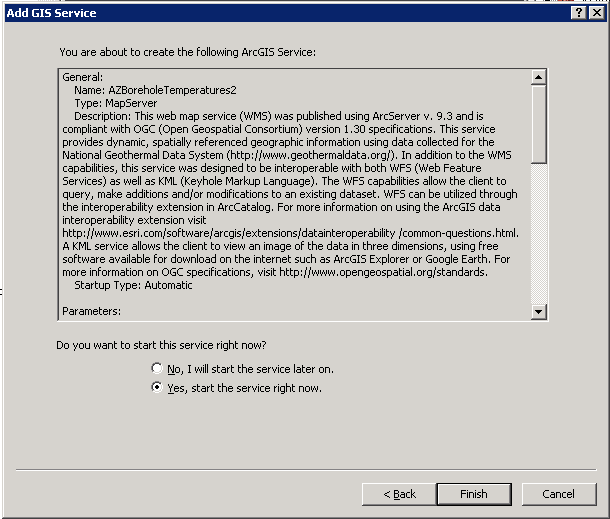 Add GIS Service
You are about to create the following ArcGIS Service:
General:
Name: AZBoreholeTemperatures2
Type: MapServer
Description: This web map service (WMS) was published using ArcServer v. 9.3 and is
compliant with OGC (Open Geospatial Consortium) version 1.30 specifications. This service
provides dynamic, spatially referenced geographic information using data collected for the
National Geothermal Data System (http://www.geothermaldata.org/). In addition to the WMS
capabilities, this service was designed to be interoperable with both WFS (Web Feature
Services) as well as KML (Keyhole Markup Language). The WFS capabilities allow the client to
query, make additions and/or modifications to an existing dataset. WFS can be utilized through
the interoperability extension in ArcCatalog. For more information on using the ArcGIS data
interoperability extension visit
http://www.esri.com/software/arcgis/extensions/datainteroperability /common-questions.html.
A KML service allows the client to view an image of the data in three dimensions, using free
software available for download on the internet such as ArcGIS Explorer or Google Earth. For
more information on OGC specifications, visit http://www.opengeospatial.org/standards.
Startup Type: Automatic
Parameters:
Do you want to start this service right now?
No, I will start the service later on.
Yes, start the service right now.
< Back
Finish
Cancel